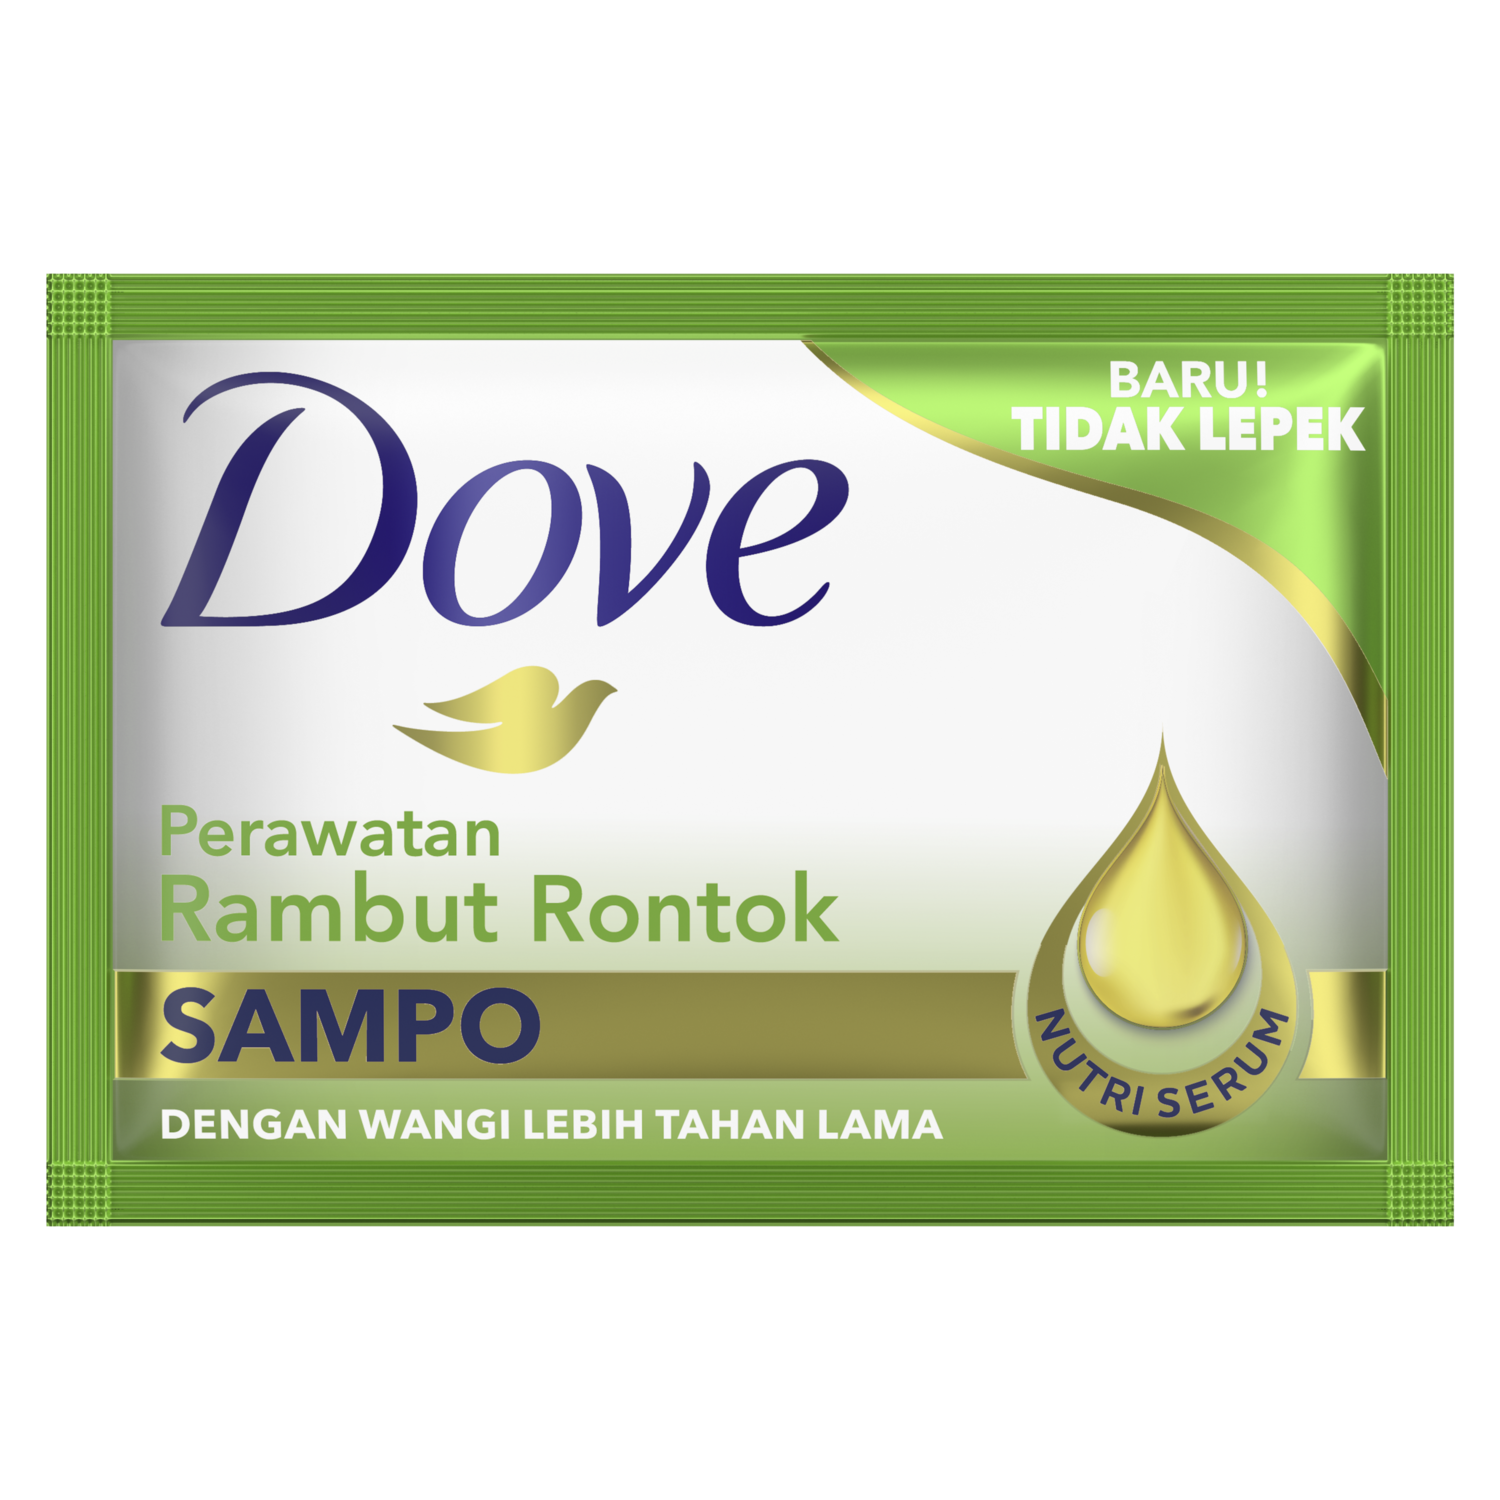 BARU!
TIDAK LEPEK
Dove
Perawatan
Rambut Rontok
SAMPO
NUTRI SERUM
DENGAN WANGI LEBIH TAHAN LAMA